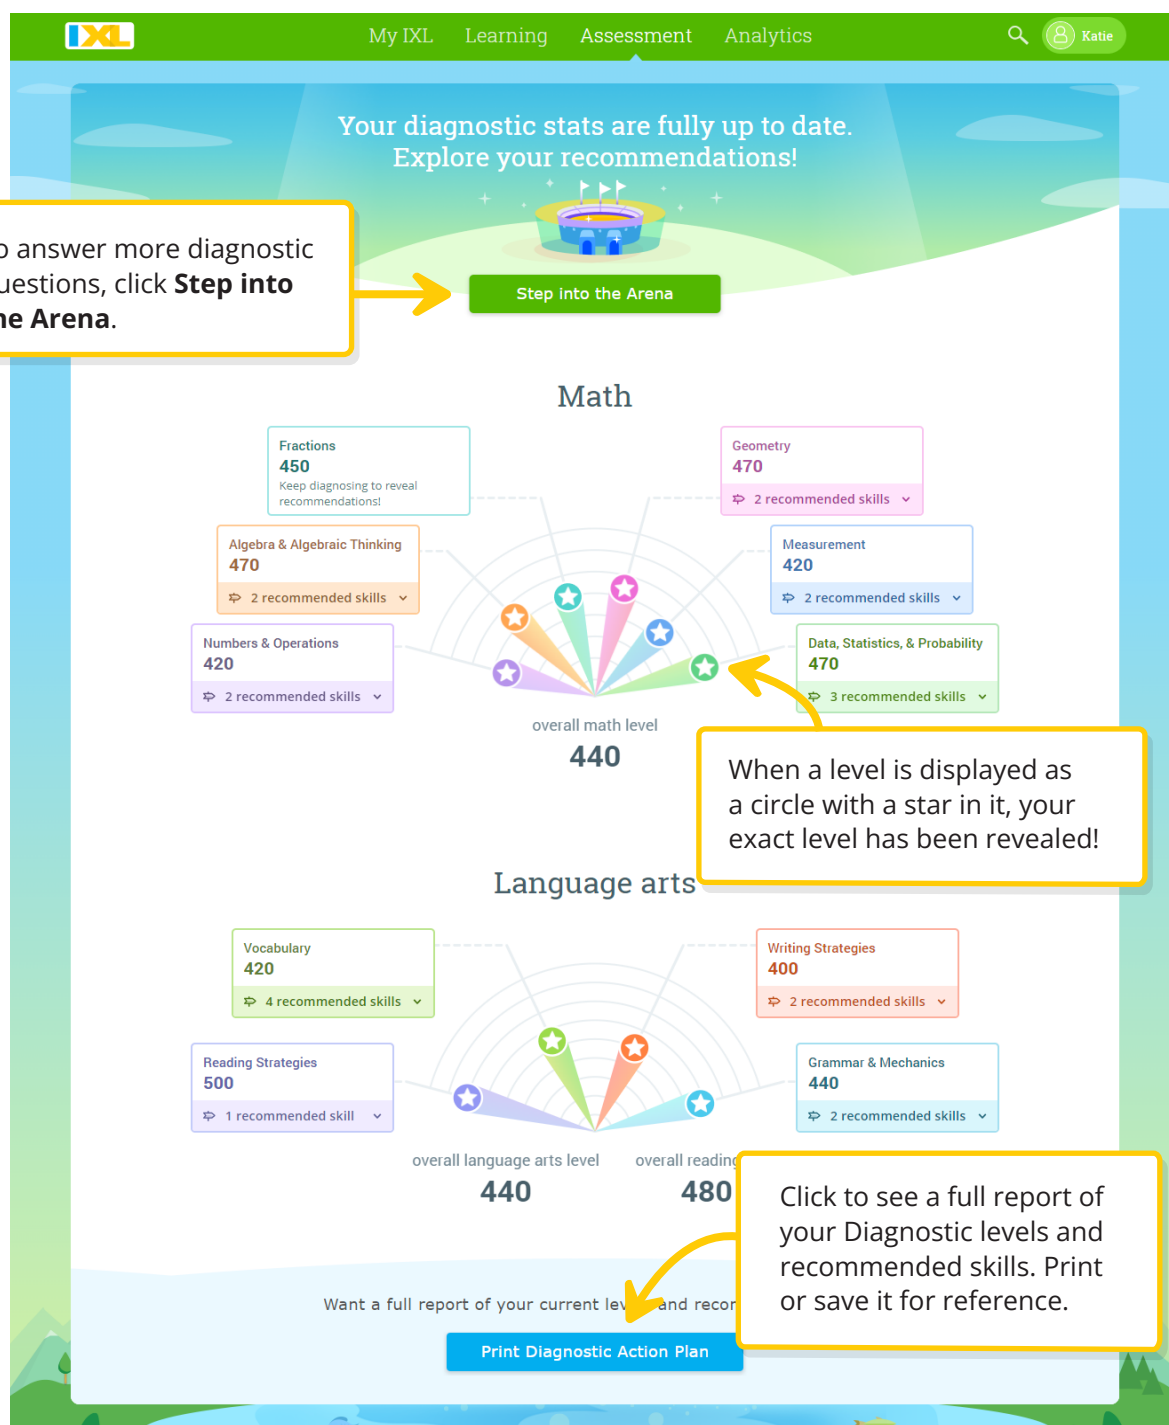 IXL
My IXL Learning Assessment Analytics
Katie
Your diagnostic stats are fully up to date.
Explore your recommendations!
answer more diagnostic
click Step into
Arena.
Step into the Arena
Math
Fractions
450
Keep diagnosing to reveal
recommendations!
Geometry
470
2 recommended skills
Algebra & Algebraic Thinking
470
2 recommended skills
Measurement
420
2 recommended skills
Numbers & Operations
420
2 recommended skills
Data, Statistics, & Probability
470
3 recommended skills
overall math level
440
When a level is displayed as
a circle with a star in it, your
exact level has been revealed!
Language arts
Vocabulary
420
4 recommended skills
Writing Strategies
400
2 recommended skills
Reading Strategies
500
1 recommended skill
Grammar & Mechanics
440
2 recommended skills
overall language arts level
440
overall reading
480
Click to see a full report of
your Diagnostic levels and
recommended skills. Print
or save it for reference.
Want a full report of your current and
Print Diagnostic Action Plan